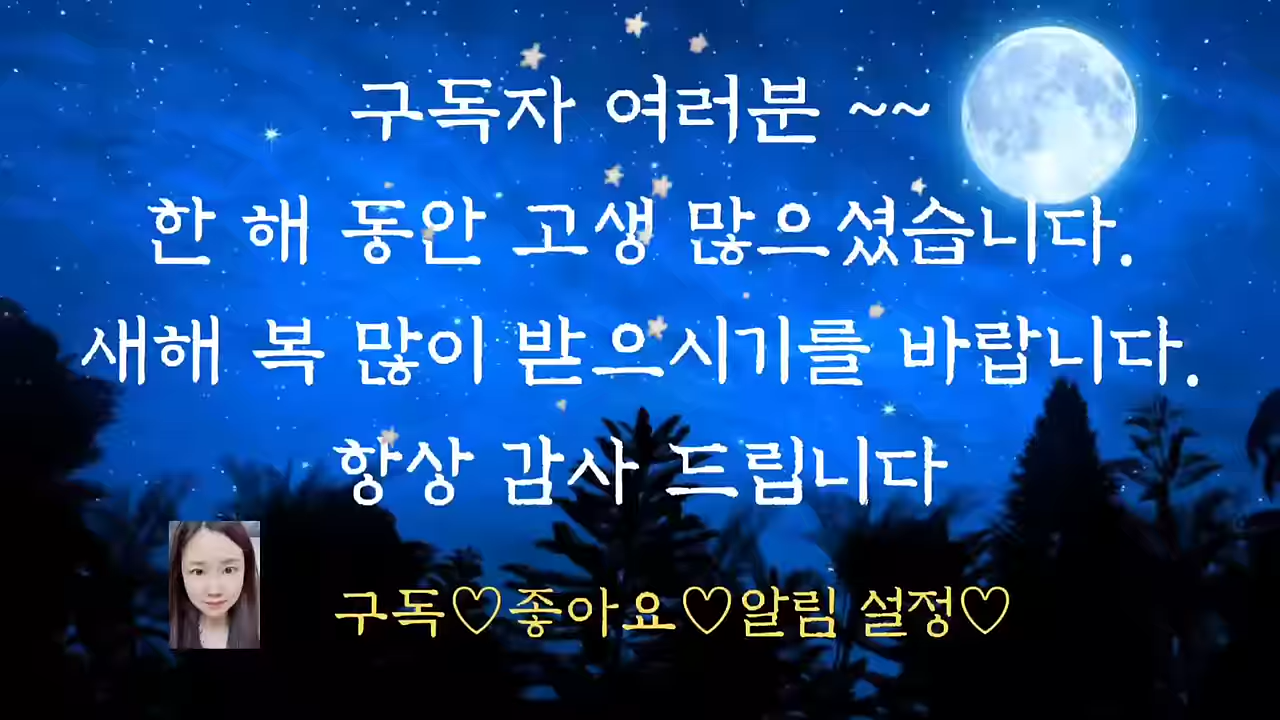 구독자 여러분 ~~
한 해 동안 고생 많으셨습니다.
새해 복 많이 받으시기를 바랍니다.
항상 감사 드립니다
구독♡좋아요♡알림 설정♡